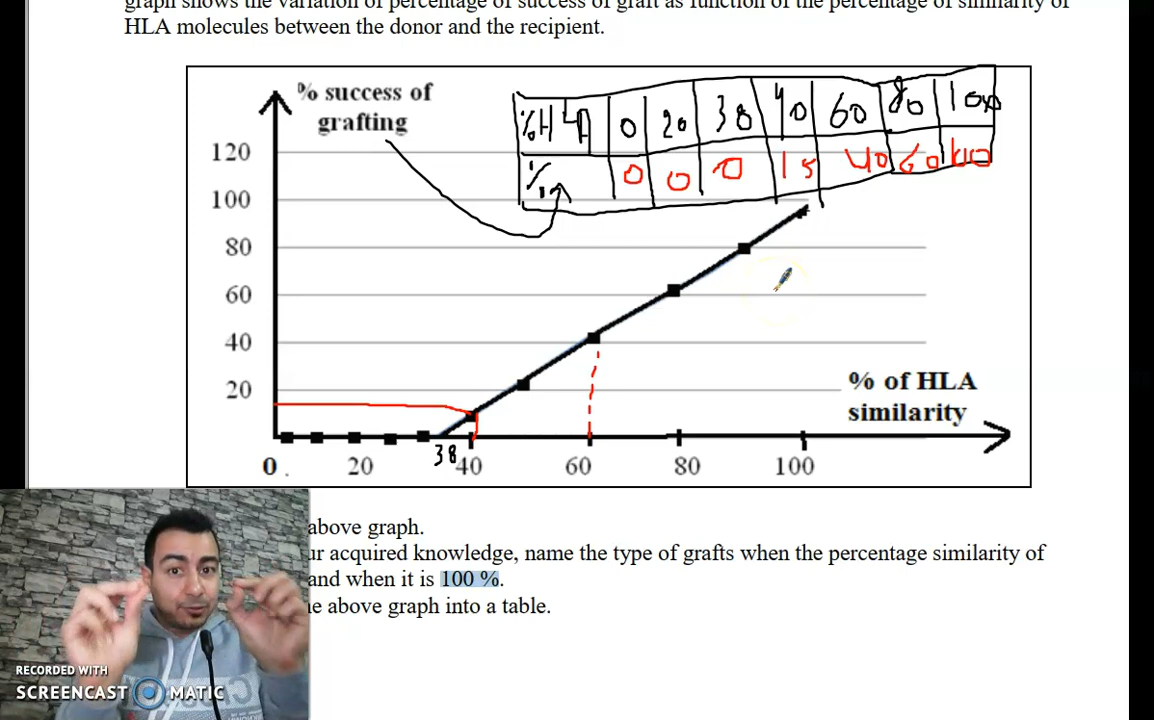 graph shows the variation of percentage of success of graft as function of the percentage of similarity of
HLA molecules between the donor and the recipient.
% success of
grafting
%HLA 0 20 38 40 60 80 100
% 0 0 0 15 40 60 100
120
100
80
60
40
20
% of HLA
similarity
38
0 . 20 40 60 80 100
above graph.
ur acquired knowledge, name the type of grafts when the percentage similarity of
and when it is 100 %.
e above graph into a table.
RECORDED WITH
SCREENCAST MATIC